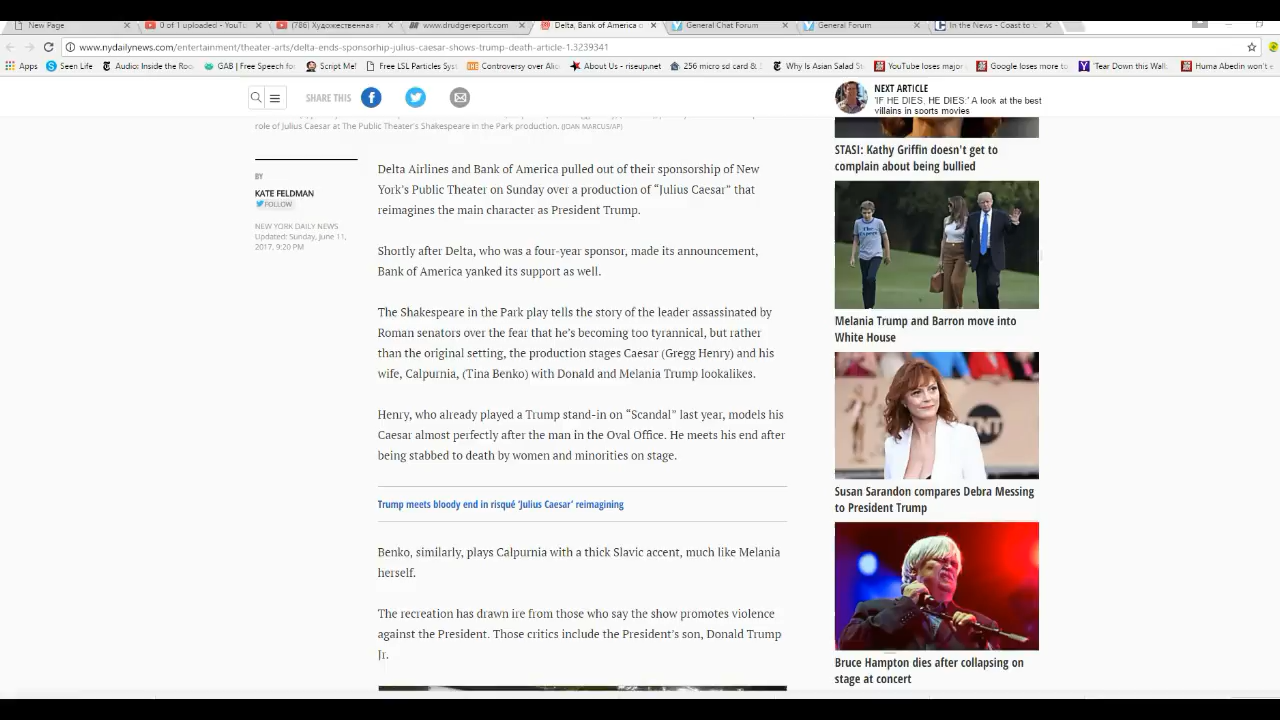 New Page
0 of 1 uploaded - YouTu
(786) Художественная г
www.drudgereport.com
Delta, Bank of America o
General Chat Forum
General Forum
In the News - Coast to C
www.nydailynews.com/entertainment/theater-arts/delta-ends-sponsorhip-julius-caesar-shows-trump-death-article-1.3239341
Apps
Seen Life
Audio: Inside the Roo
GAB | Free Speech for
Script Me!
Free LSL Particles Syst
Controversy over Alic
About Us - riseup.net
256 micro sd card &
Why Is Asian Salad St
YouTube loses major
Google loses more to
'Tear Down this Walk
Huma Abedin won't e
SHARE THIS
NEXT ARTICLE
'IF HE DIES, HE DIES:' A look at the best
villains in sports movies
role of Julius Caesar at The Public Theater's Shakespeare in the Park production. (JOAN MARCUS/AP)
BY
KATE FELDMAN
FOLLOW
NEW YORK DAILY NEWS
Updated: Sunday, June 11,
2017, 9:20 PM
Delta Airlines and Bank of America pulled out of their sponsorship of New
York's Public Theater on Sunday over a production of “Julius Caesar” that
reimagines the main character as President Trump.
Shortly after Delta, who was a four-year sponsor, made its announcement,
Bank of America yanked its support as well.
The Shakespeare in the Park play tells the story of the leader assassinated by
Roman senators over the fear that he's becoming too tyrannical, but rather
than the original setting, the production stages Caesar (Gregg Henry) and his
wife, Calpurnia, (Tina Benko) with Donald and Melania Trump lookalikes.
Henry, who already played a Trump stand-in on “Scandal” last year, models his
Caesar almost perfectly after the man in the Oval Office. He meets his end after
being stabbed to death by women and minorities on stage.
Trump meets bloody end in risqué ‘Julius Caesar’ reimagining
Benko, similarly, plays Calpurnia with a thick Slavic accent, much like Melania
herself.
The recreation has drawn ire from those who say the show promotes violence
against the President. Those critics include the President's son, Donald Trump
Jr.
STASI: Kathy Griffin doesn't get to
complain about being bullied
Melania Trump and Barron move into
White House
TNT
Susan Sarandon compares Debra Messing
to President Trump
Bruce Hampton dies after collapsing on
stage at concert